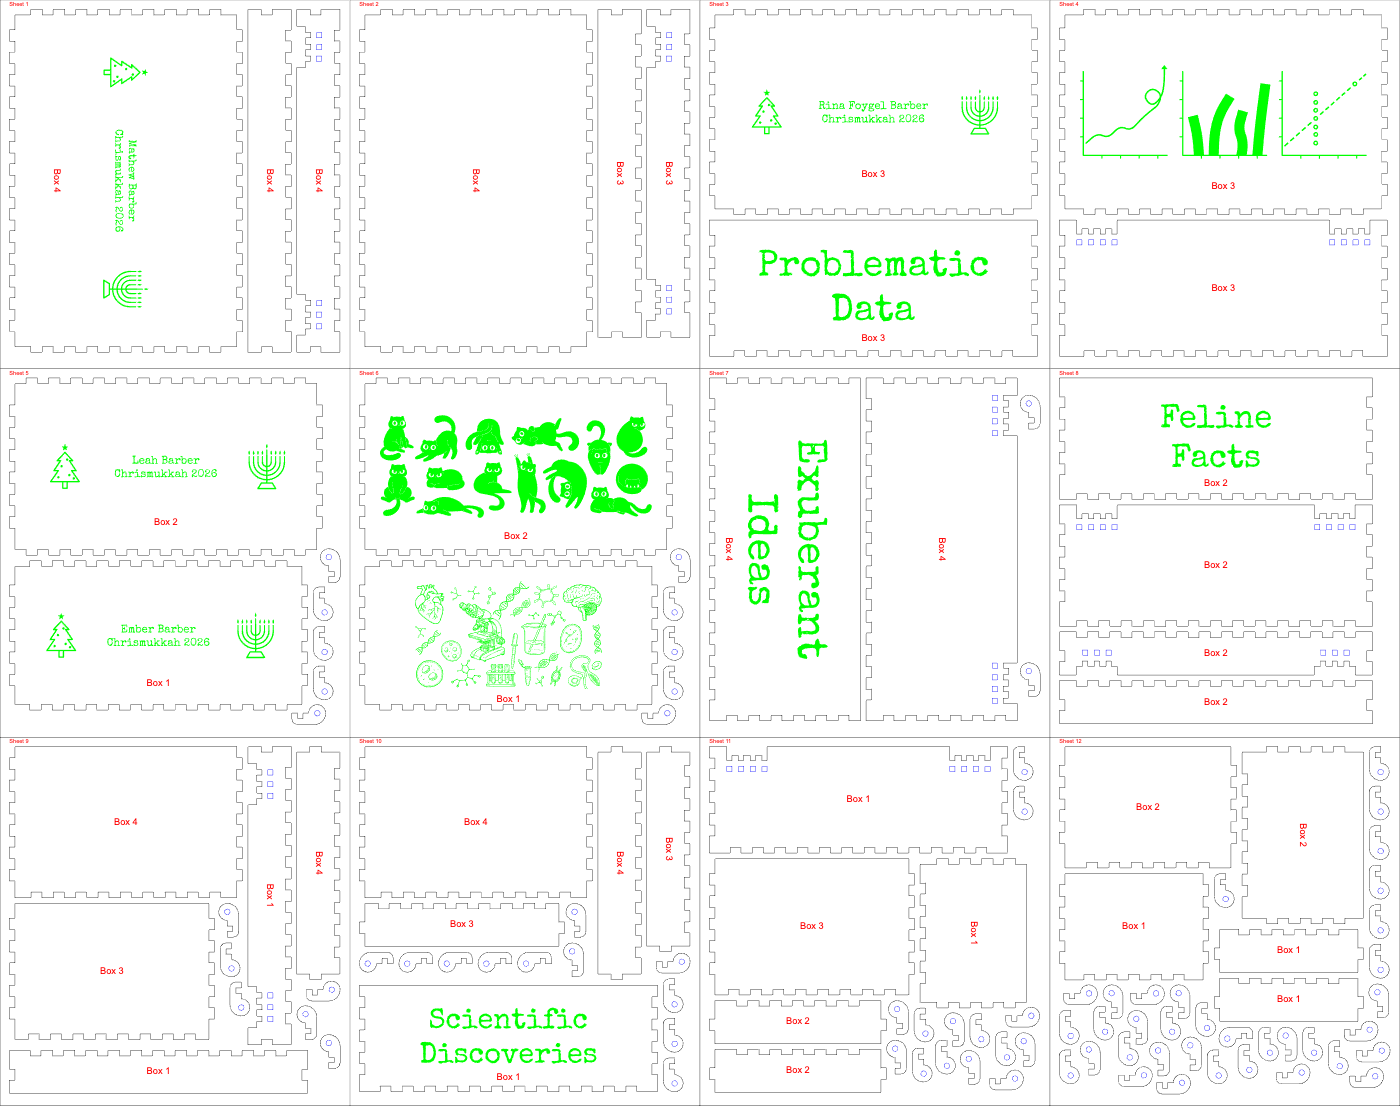 Sheet 1
Mathew Barber
Chrismukkah 2026
Box 4
Box 4
Box 4
Sheet 2
Box 4
Box 3
Box 3
Sheet 3
Rina Foygel Barber
Chrismukkah 2026
Box 3
Problematic
Data
Box 3
Sheet 4
Box 3
Box 3
Sheet 5
Leah Barber
Chrismukkah 2026
Box 2
Ember Barber
Chrismukkah 2026
Box 1
Sheet 6
Box 2
Box 1
Sheet 7
Exuberant
Ideas
Box 4
Box 4
Sheet 8
Feline
Facts
Box 2
Box 2
Box 2
Box 2
Sheet 9
Box 4
Box 1
Box 4
Box 3
Box 1
Sheet 10
Box 4
Box 4
Box 3
Box 3
Scientific
Discoveries
Box 1
Sheet 11
Box 1
Box 3
Box 1
Box 2
Box 2
Sheet 12
Box 2
Box 2
Box 1
Box 1
Box 1